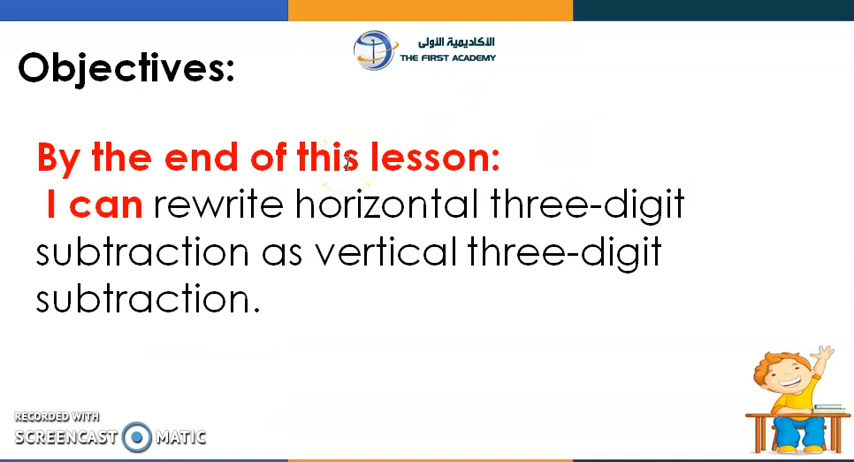 الأكاديمية الأولى
THE FIRST ACADEMY
Objectives:
By the end of this lesson:
I can rewrite horizontal three-digit
subtraction as vertical three-digit
subtraction.
RECORDED WITH
SCREENCAST MATIC